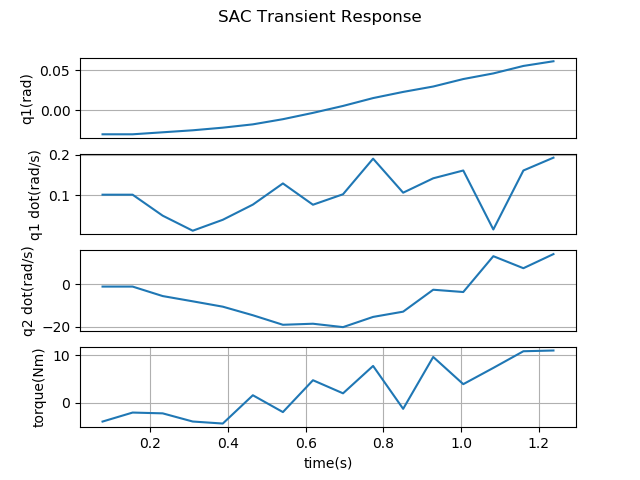 SAC Transient Response
q1(rad)
0.05
0.00
q1 dot(rad/s)
0.2
0.1
q2 dot(rad/s)
0
−20
torque(Nm)
10
0
0.2 0.4 0.6 0.8 1.0 1.2
time(s)